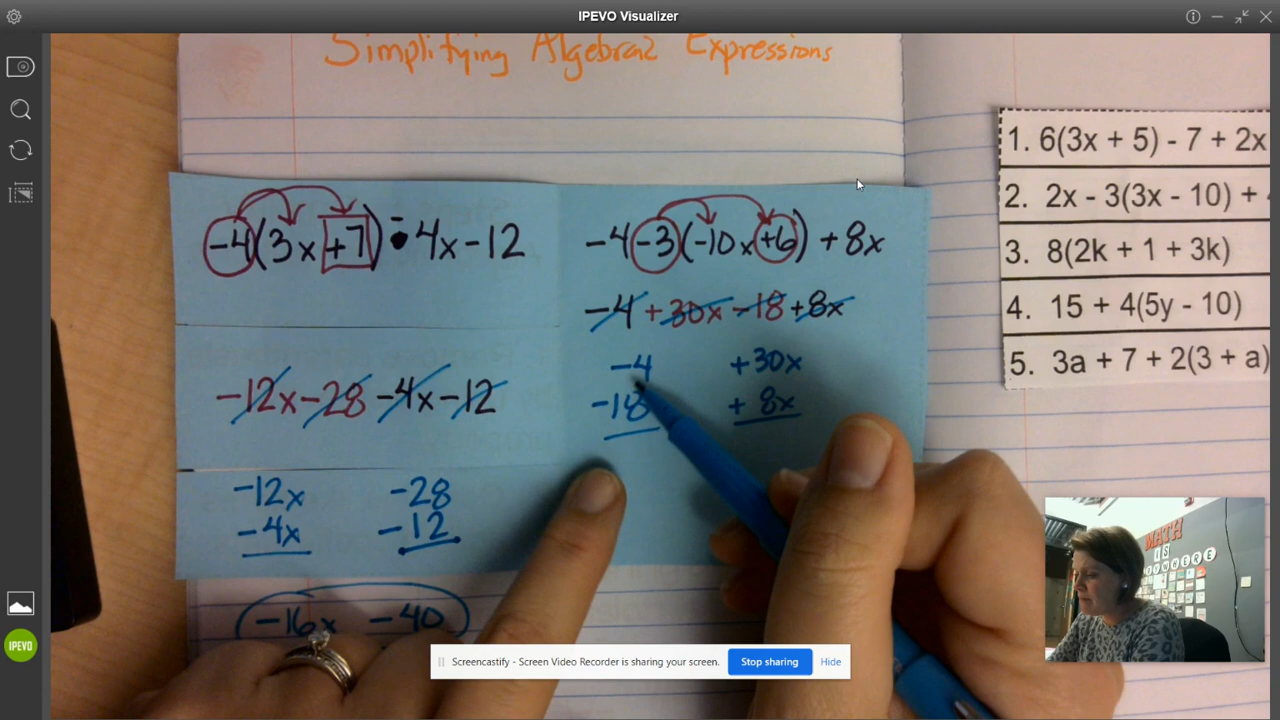 IPEVO Visualizer
Simplifying Algebraic Expressions
-4(3x+7) - 4x-12
-12x-28-4x-12
-12x -28
-4x -12
-16x -40
-4-3(-10x+6)+8x
-4+30x-18+8x
-4 +30x
-18 + 8x
1. 6(3x + 5) - 7 + 2x
2. 2x - 3(3x - 10) +
3. 8(2k + 1 + 3k)
4. 15 + 4(5y - 10)
5. 3a + 7 + 2(3 + a)
MATH
IS
Screencastify - Screen Video Recorder is sharing your screen.
Stop sharing
Hide
IPEVO